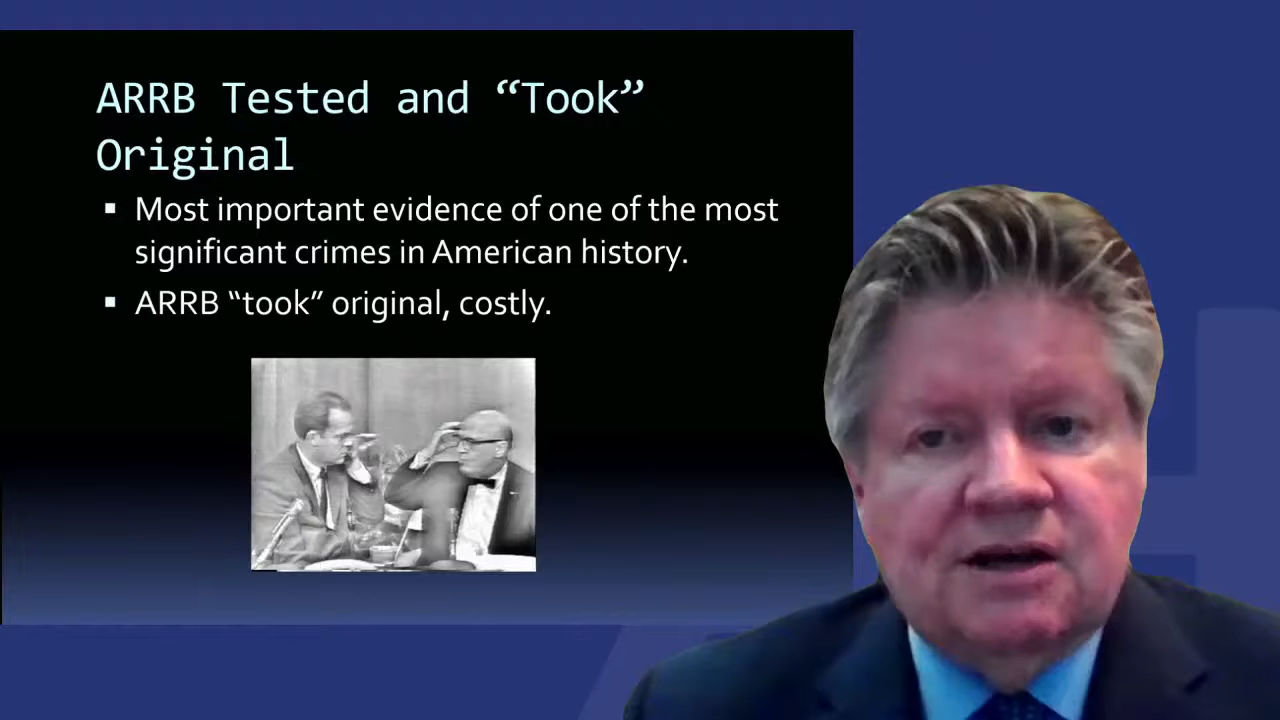 ARRB Tested and “Took”
Original
▪ Most important evidence of one of the most
significant crimes in American history.
▪ ARRB “took” original, costly.